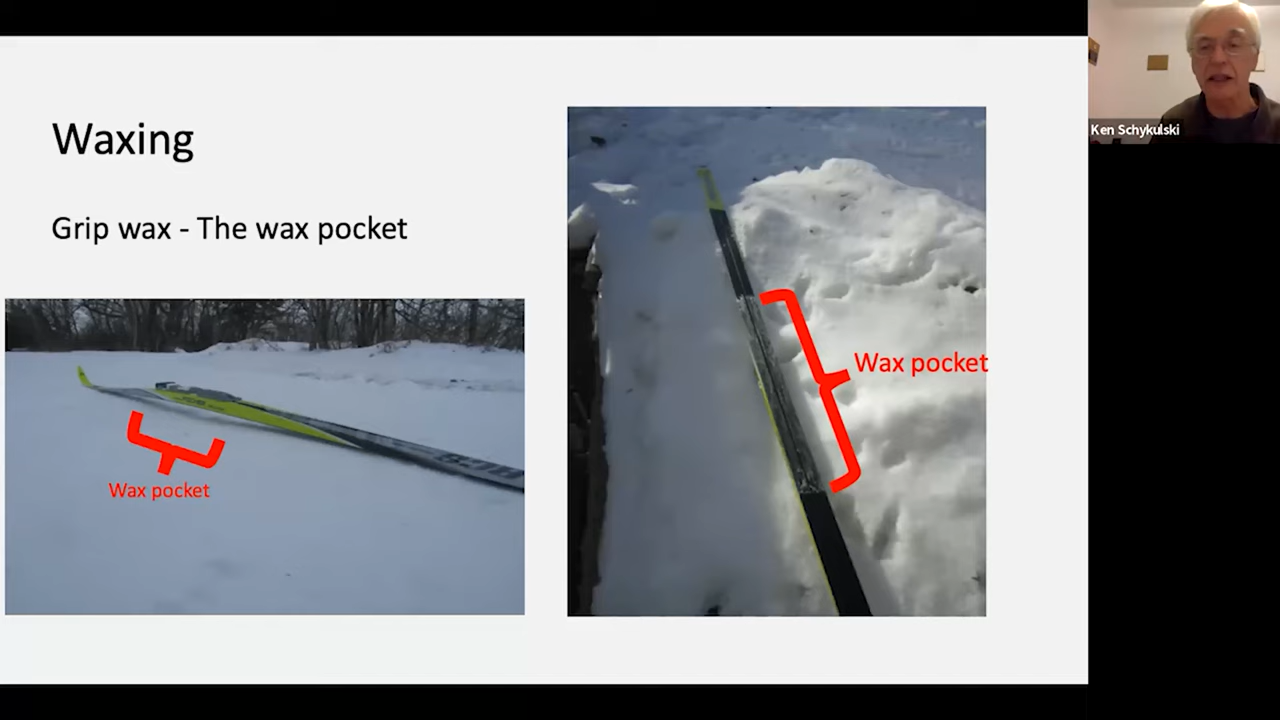 Waxing
Grip wax - The wax pocket
Wax pocket
Wax pocket
Ken Schykulski